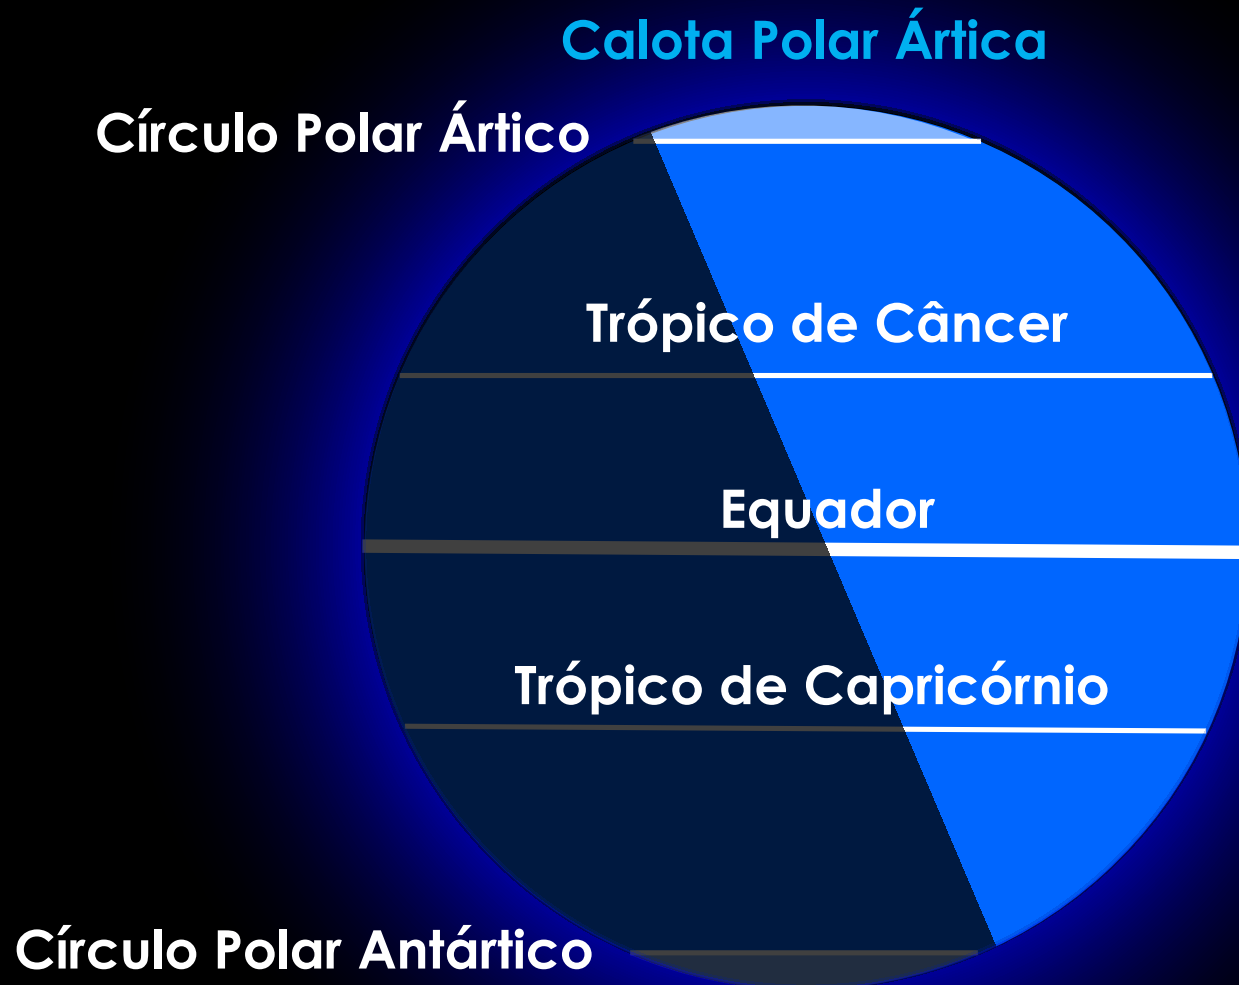 Calota Polar Ártica
Círculo Polar Ártico
Trópico de Câncer
Equador
Trópico de Capricórnio
Círculo Polar Antártico